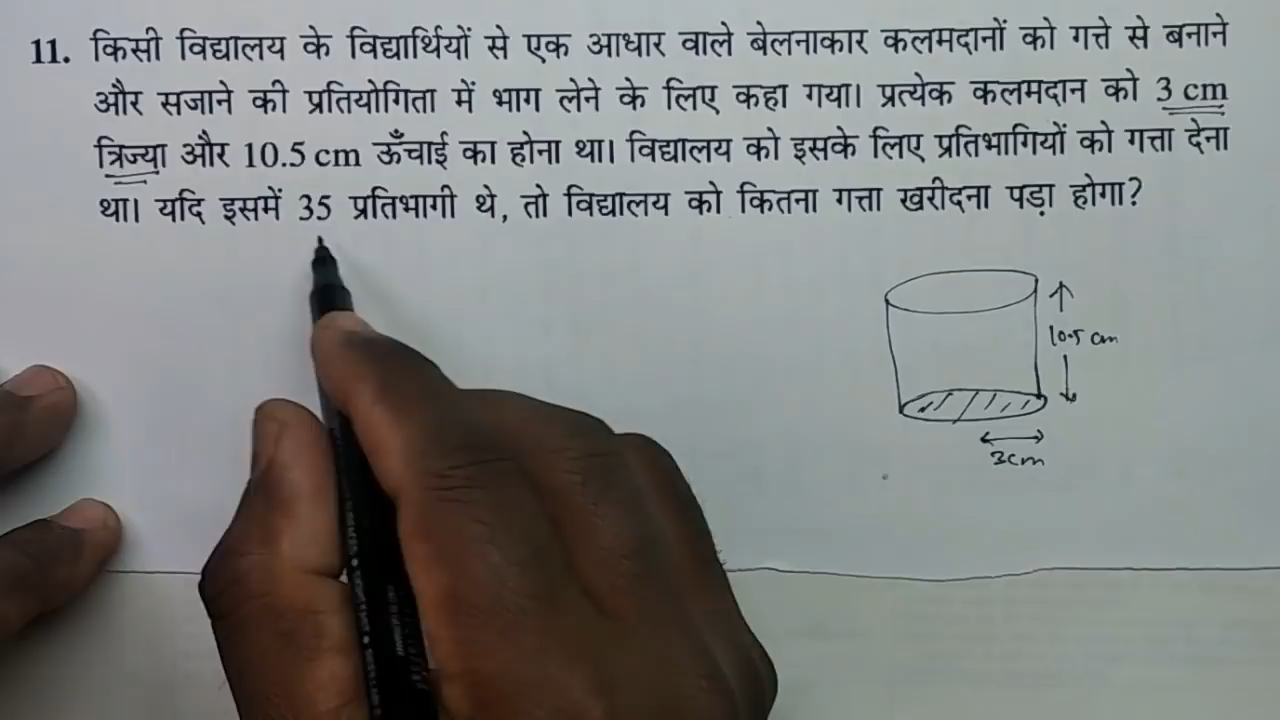 11. किसी विद्यालय के विद्यार्थियों से एक आधार वाले बेलनाकार कलमदानों को गत्ते से बनाने
और सजाने की प्रतियोगिता में भाग लेने के लिए कहा गया। प्रत्येक कलमदान को 3 cm
त्रिज्या और 10.5 cm ऊँचाई का होना था। विद्यालय को इसके लिए प्रतिभागियों को गत्ता देना
था। यदि इसमें 35 प्रतिभागी थे, तो विद्यालय को कितना गत्ता खरीदना पड़ा होगा?
10.5 cm
3cm